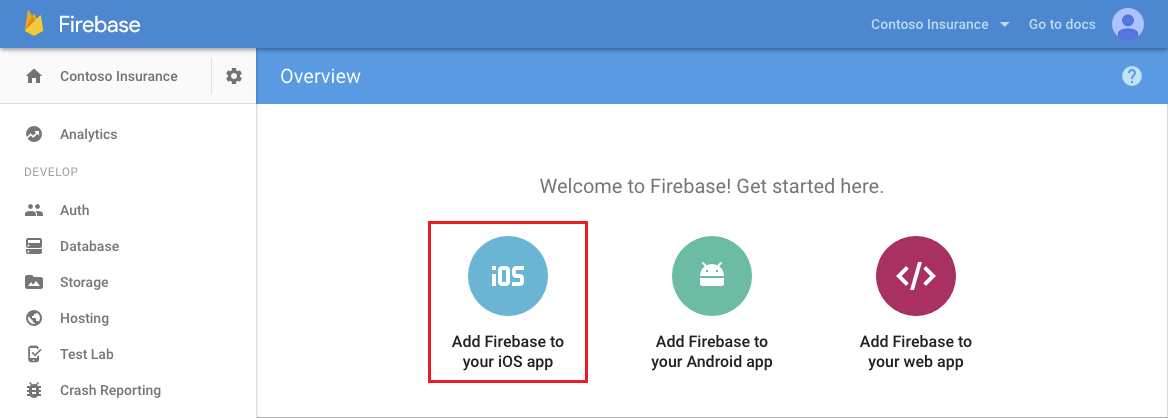 Firebase
Contoso Insurance
Go to docs
Contoso Insurance
Overview
?
Analytics
DEVELOP
Auth
Database
Storage
Hosting
Test Lab
Crash Reporting
Welcome to Firebase! Get started here.
iOS
Add Firebase to
your iOS app
Add Firebase to
your Android app
</>
Add Firebase to
your web app